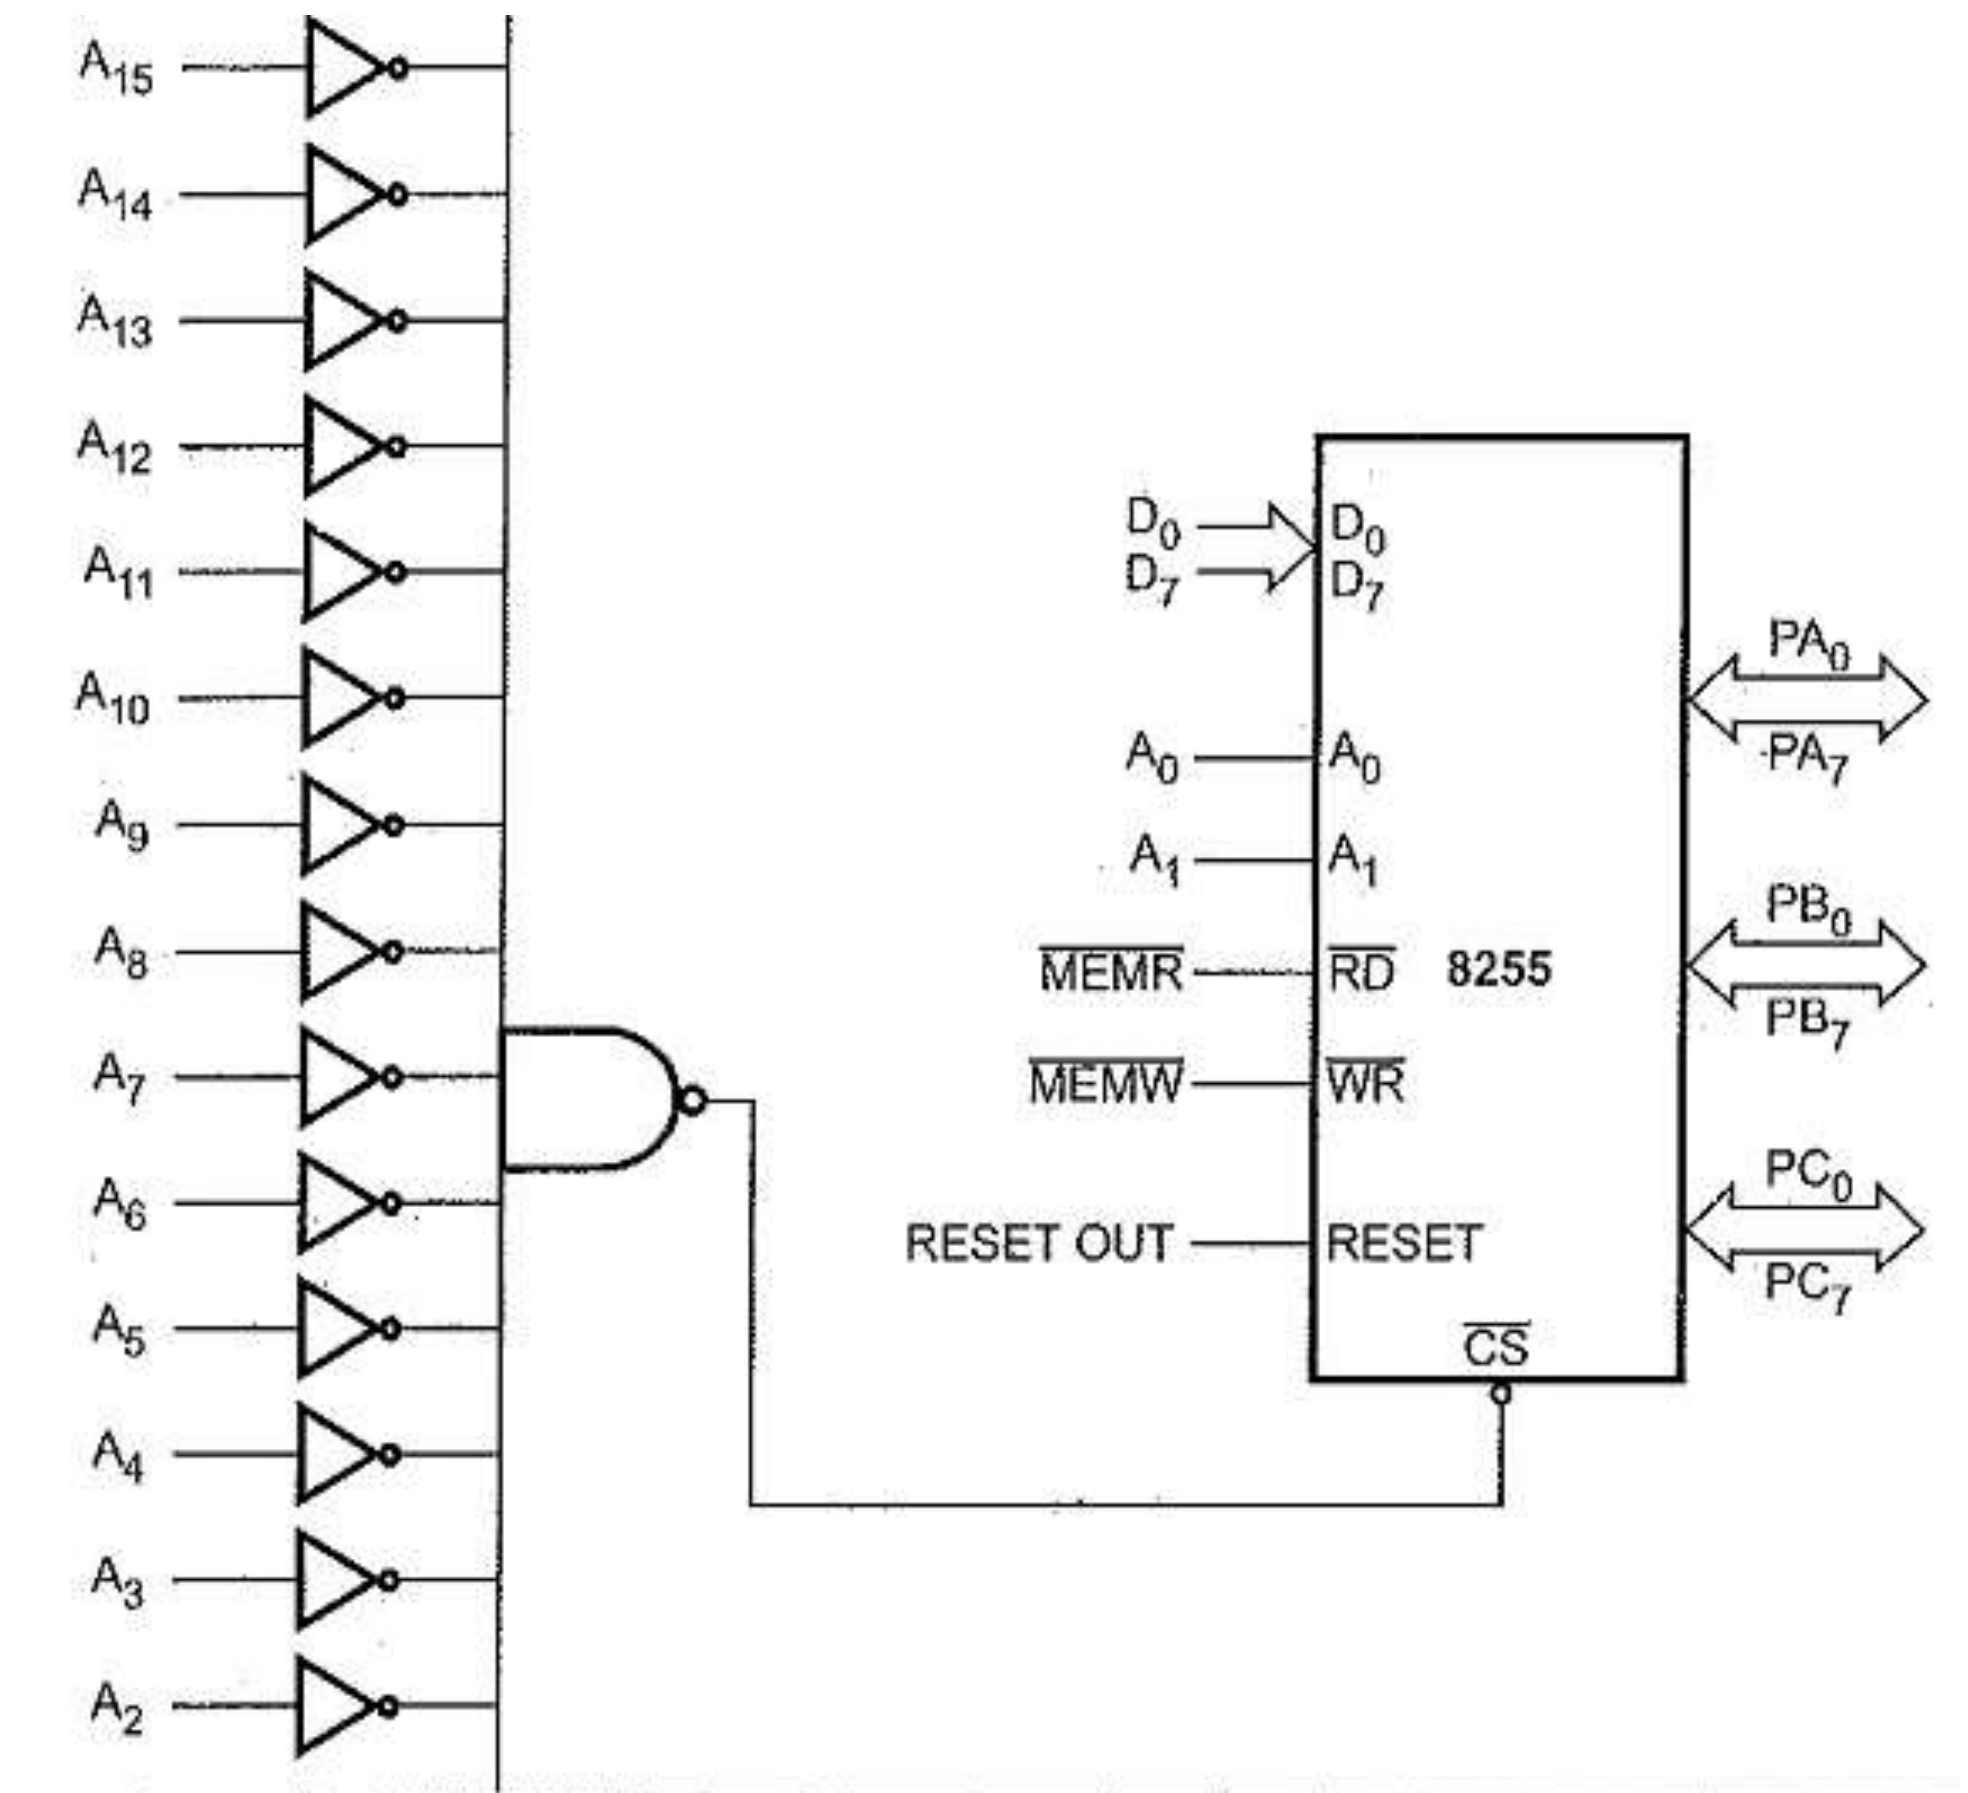 A15
A14
A13
A12
A11
A10
A9
A8
A7
A6
A5
A4
A3
A2
D0
D7
A0
A1
MEMR
MEMW
RESET OUT
D0
D7
A0
A1
RD
8255
WR
RESET
CS
PA0
PA7
PB0
PB7
PC0
PC7